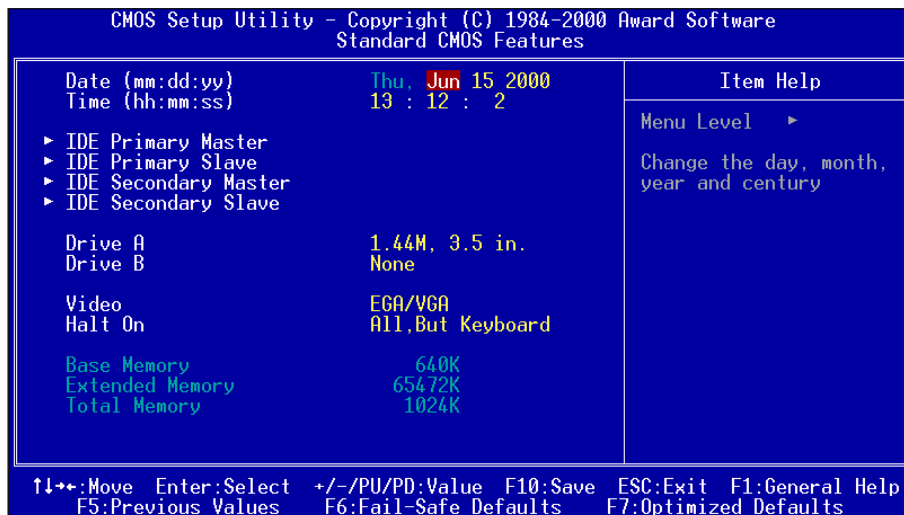 CMOS Setup Utility – Copyright (C) 1984-2000 Award Software
Standard CMOS Features
Date (mm:dd:yy) Thu, Jun 15 2000
Time (hh:mm:ss) 13 : 12 : 2
► IDE Primary Master
► IDE Primary Slave
► IDE Secondary Master
► IDE Secondary Slave
Drive A 1.44M, 3.5 in.
Drive B None
Video EGA/VGA
Halt On All,But Keyboard
Base Memory 640K
Extended Memory 65472K
Total Memory 1024K
Item Help
Menu Level ►
Change the day, month,
year and century
↑↓→←:Move Enter:Select +/-/PU/PD:Value F10:Save ESC:Exit F1:General Help
F5:Previous Values F6:Fail-Safe Defaults F7:Optimized Defaults